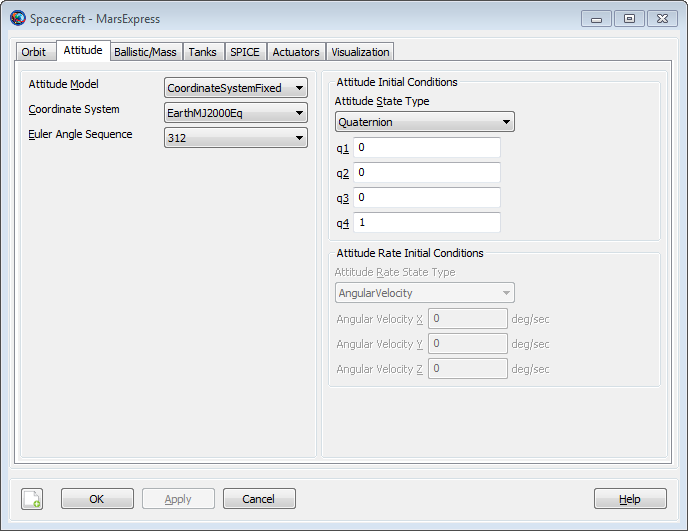 Spacecraft - MarsExpress
Orbit Attitude Ballistic/Mass Tanks SPICE Actuators Visualization
Attitude Model CoordinateSystemFixed
Coordinate System EarthMJ2000Eq
Euler Angle Sequence 312
Attitude Initial Conditions
Attitude State Type
Quaternion
q1 0
q2 0
q3 0
q4 1
Attitude Rate Initial Conditions
Attitude Rate State Type
AngularVelocity
Angular Velocity X 0 deg/sec
Angular Velocity Y 0 deg/sec
Angular Velocity Z 0 deg/sec
OK Apply Cancel Help